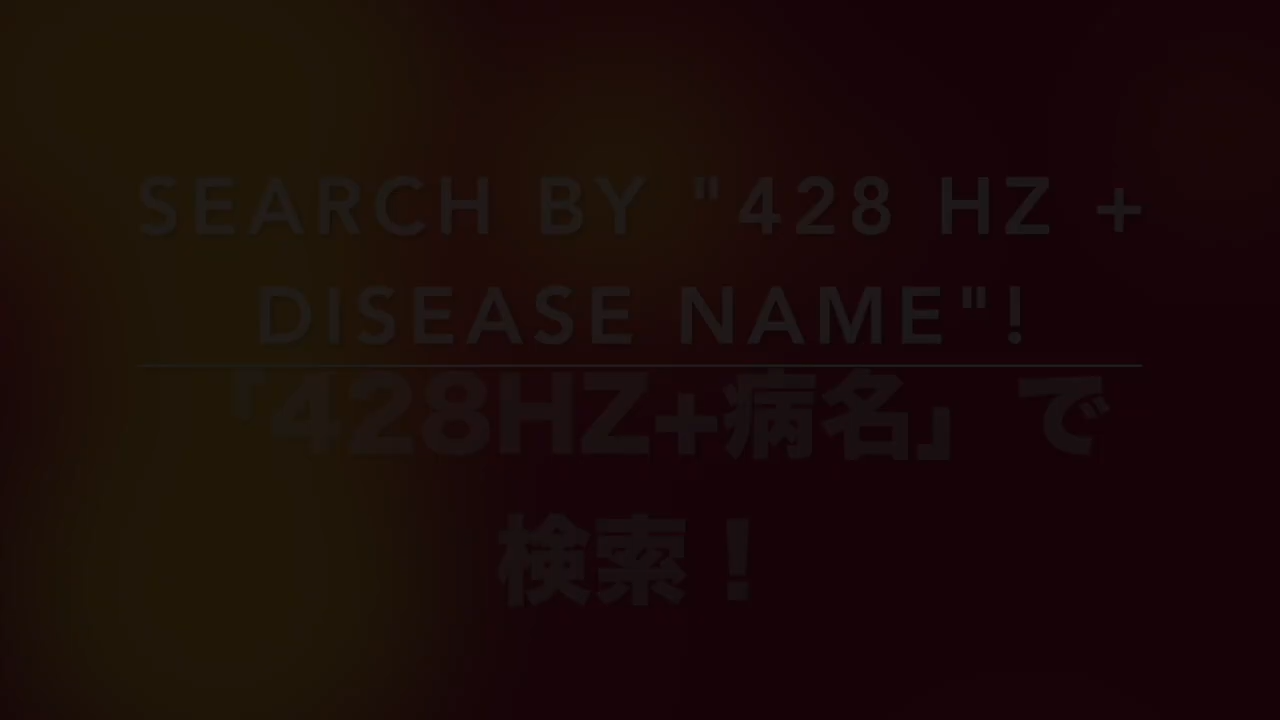 SEARCH BY "428 HZ +
DISEASE NAME"!
「428HZ+病名」で
検索！